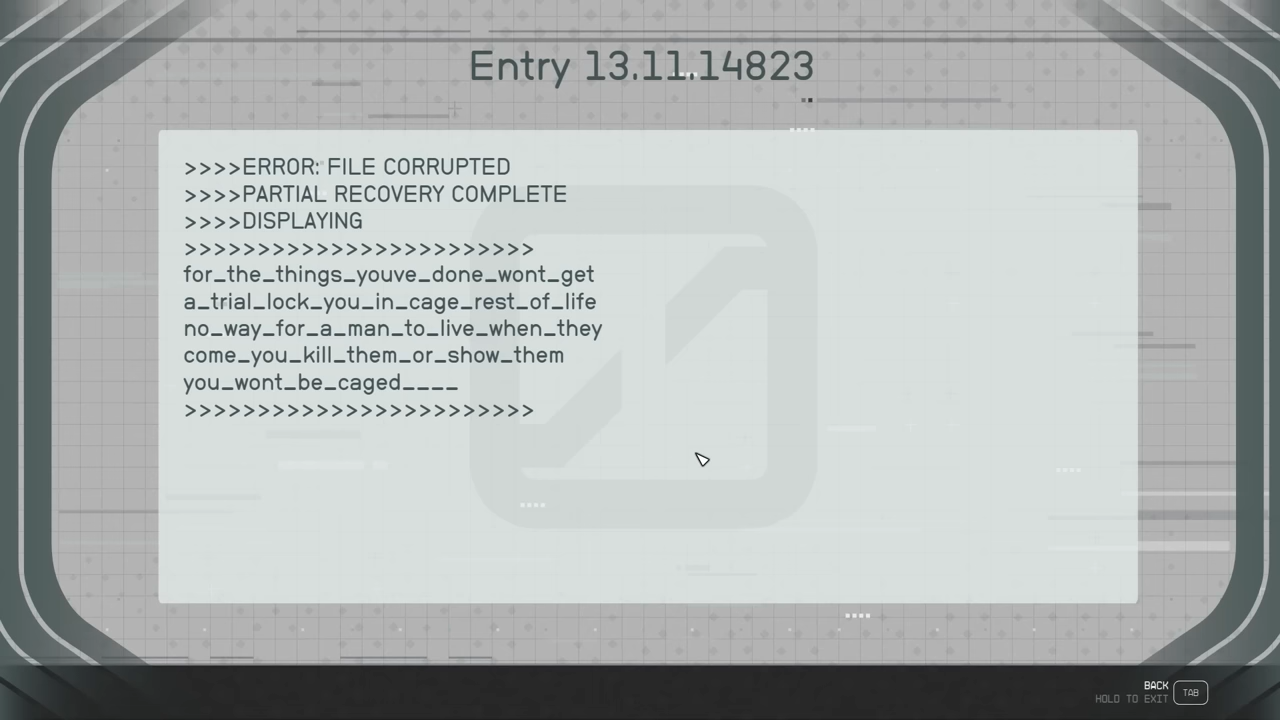 Entry 13.11.14823
>>>>ERROR: FILE CORRUPTED
>>>>PARTIAL RECOVERY COMPLETE
>>>>DISPLAYING
>>>>>>>>>>>>>>>>>>>>>>>>
for_the_things_youve_done_wont_get
a_trial_lock_you_in_cage_rest_of_life
no_way_for_a_man_to_live_when_they
come_you_kill_them_or_show_them
you_wont_be_caged____
>>>>>>>>>>>>>>>>>>>>>>>>
BACK
HOLD TO EXIT
TAB